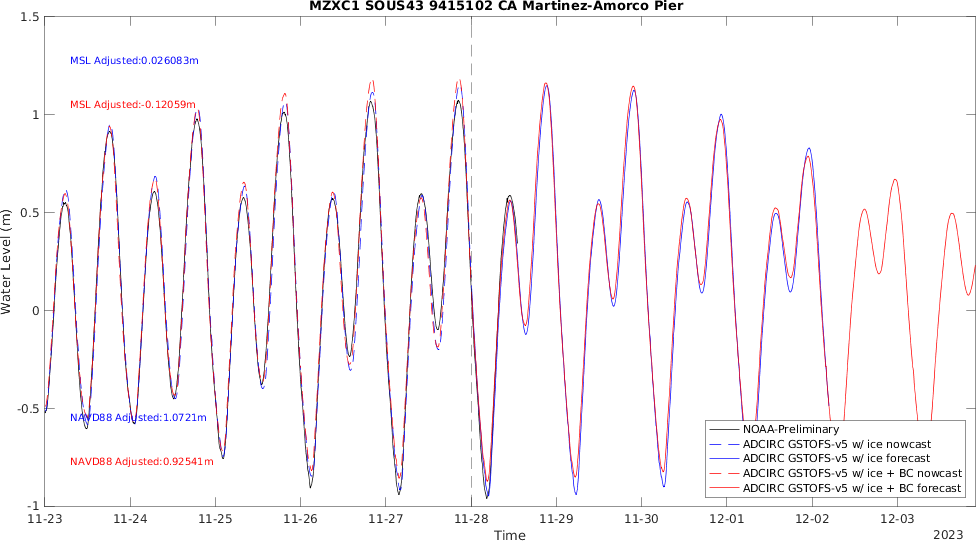 MZXC1 SOUS43 9415102 CA Martinez-Amorco Pier
1.5
1
0.5
0
-0.5
-1
Water Level (m)
MSL Adjusted:0.026083m
MSL Adjusted:-0.12059m
NAVD88 Adjusted:1.0721m
NAVD88 Adjusted:0.92541m
NOAA-Preliminary
ADCIRC GSTOFS-v5 w/ ice nowcast
ADCIRC GSTOFS-v5 w/ ice forecast
ADCIRC GSTOFS-v5 w/ ice + BC nowcast
ADCIRC GSTOFS-v5 w/ ice + BC forecast
11-23 11-24 11-25 11-26 11-27 11-28 11-29 11-30 12-01 12-02 12-03
Time
2023